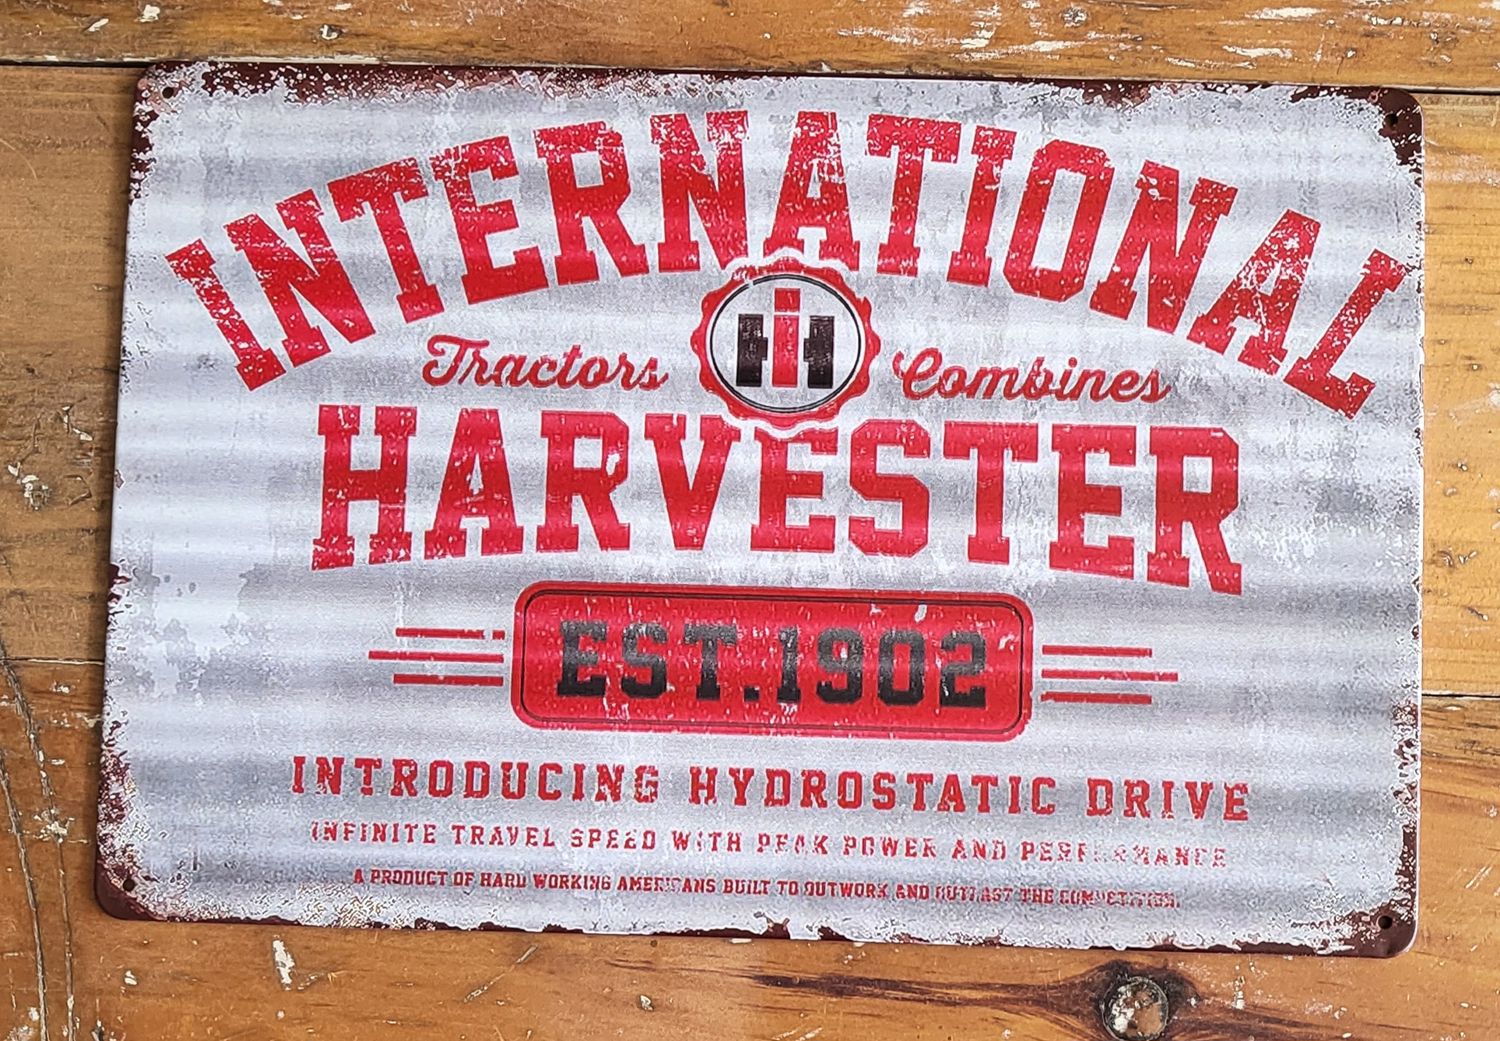 INTERNATIONAL
Tractors IH Combines
HARVESTER
EST.1902
INTRODUCING HYDROSTATIC DRIVE
INFINITE TRAVEL SPEED WITH PEAK POWER AND PERFORMANCE
A PRODUCT OF HARD WORKING AMERICANS BUILT TO OUTWORK AND OUTLAST THE COMPETITION.